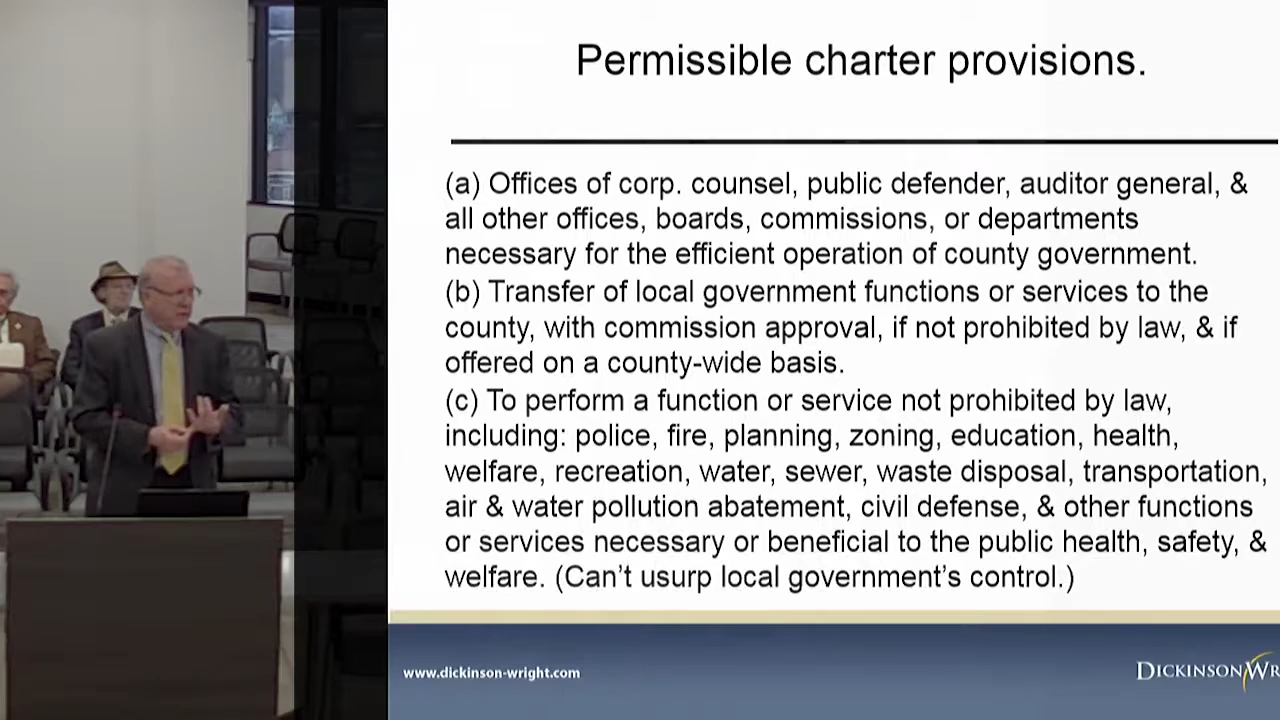 Permissible charter provisions.
(a) Offices of corp. counsel, public defender, auditor general, &
all other offices, boards, commissions, or departments
necessary for the efficient operation of county government.
(b) Transfer of local government functions or services to the
county, with commission approval, if not prohibited by law, & if
offered on a county-wide basis.
(c) To perform a function or service not prohibited by law,
including: police, fire, planning, zoning, education, health,
welfare, recreation, water, sewer, waste disposal, transportation,
air & water pollution abatement, civil defense, & other functions
or services necessary or beneficial to the public health, safety, &
welfare. (Can't usurp local government's control.)
www.dickinson-wright.com
DICKINSONWR